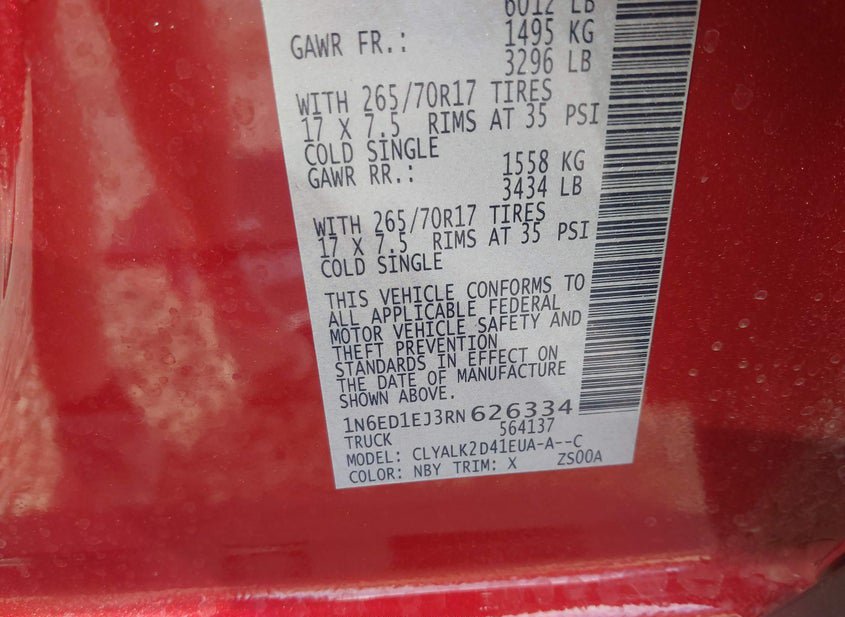 6012 LB
GAWR FR.: 1495 KG
3296 LB
WITH 265/70R17 TIRES
17 X 7.5 RIMS AT 35 PSI
COLD SINGLE
GAWR RR.: 1558 KG
3434 LB
WITH 265/70R17 TIRES
17 X 7.5 RIMS AT 35 PSI
COLD SINGLE
THIS VEHICLE CONFORMS TO
ALL APPLICABLE FEDERAL
MOTOR VEHICLE SAFETY AND
THEFT PREVENTION
STANDARDS IN EFFECT ON
THE DATE OF MANUFACTURE
SHOWN ABOVE.
1N6ED1EJ3RN626334
TRUCK 564137
MODEL: CLYALK2D41EUA-A--C
COLOR: NBY TRIM: X ZS00A